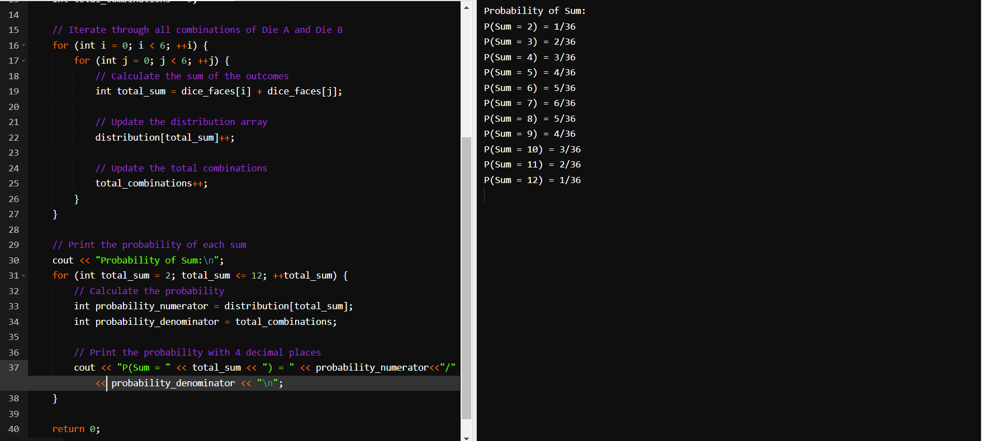 14
15 // Iterate through all combinations of Die A and Die B
16 for (int i = 0; i < 6; ++i) {
17 for (int j = 0; j < 6; ++j) {
18 // Calculate the sum of the outcomes
19 int total_sum = dice_faces[i] + dice_faces[j];
20
21 // Update the distribution array
22 distribution[total_sum]++;
23
24 // Update the total combinations
25 total_combinations++;
26 }
27 }
28
29 // Print the probability of each sum
30 cout << "Probability of Sum:\n";
31 for (int total_sum = 2; total_sum <= 12; ++total_sum) {
32 // Calculate the probability
33 int probability_numerator = distribution[total_sum];
34 int probability_denominator = total_combinations;
35
36 // Print the probability with 4 decimal places
37 cout << "P(Sum = " << total_sum << ") = " << probability_numerator<<"/"
<< probability_denominator << "\n";
38 }
39
40 return 0;
Probability of Sum:
P(Sum = 2) = 1/36
P(Sum = 3) = 2/36
P(Sum = 4) = 3/36
P(Sum = 5) = 4/36
P(Sum = 6) = 5/36
P(Sum = 7) = 6/36
P(Sum = 8) = 5/36
P(Sum = 9) = 4/36
P(Sum = 10) = 3/36
P(Sum = 11) = 2/36
P(Sum = 12) = 1/36